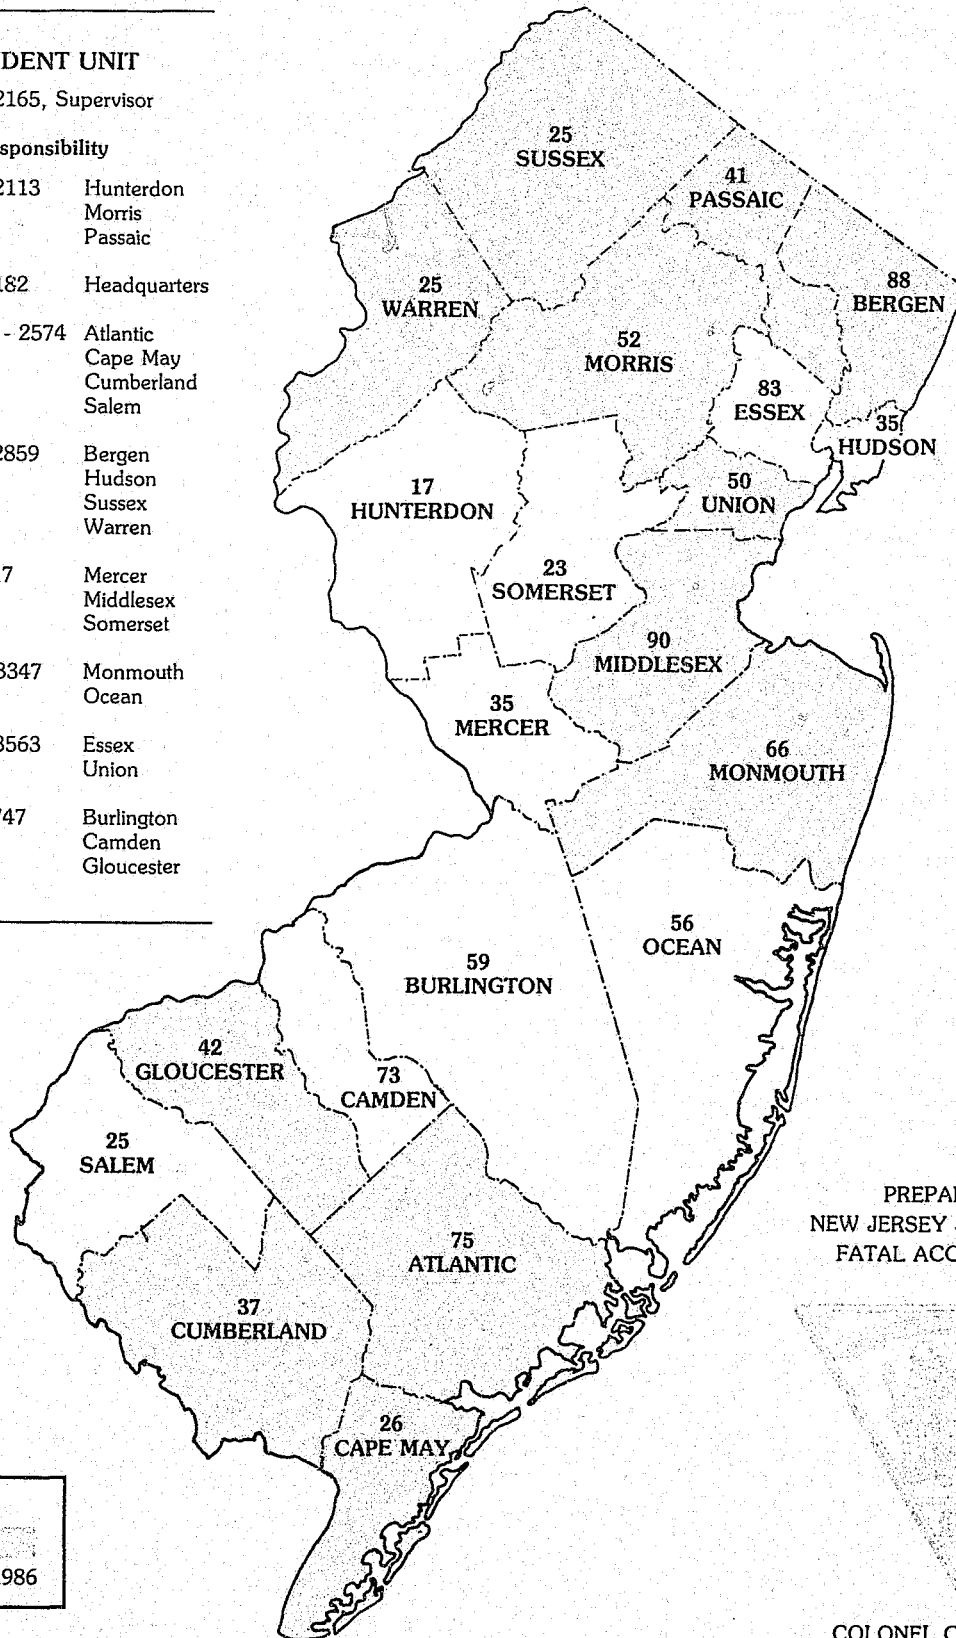 DENT UNIT
2165, Supervisor
sponsibility
2113 Hunterdon
Morris
Passaic
182 Headquarters
- 2574 Atlantic
Cape May
Cumberland
Salem
2859 Bergen
Hudson
Sussex
Warren
7 Mercer
Middlesex
Somerset
3347 Monmouth
Ocean
3563 Essex
Union
747 Burlington
Camden
Gloucester
25
SUSSEX
41
PASSAIC
88
BERGEN
25
WARREN
52
MORRIS
83
ESSEX
35
HUDSON
50
UNION
17
HUNTERDON
23
SOMERSET
90
MIDDLESEX
35
MERCER
66
MONMOUTH
56
OCEAN
59
BURLINGTON
42
GLOUCESTER
73
CAMDEN
25
SALEM
75
ATLANTIC
37
CUMBERLAND
26
CAPE MAY
PREPA
NEW JERSEY
FATAL ACC
986
COLONEL C